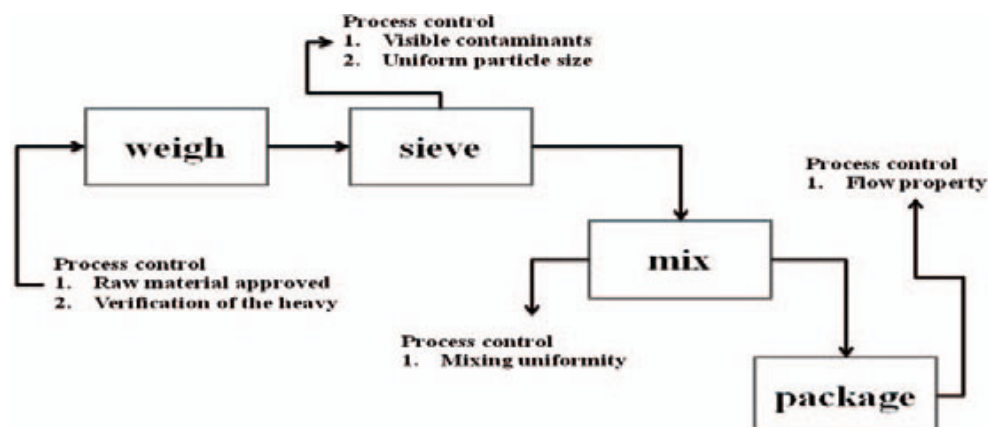 Process control
1. Visible contaminants
2. Uniform particle size
weigh
sieve
Process control
1. Flow property
Process control
1. Raw material approved
2. Verification of the heavy
mix
Process control
1. Mixing uniformity
package